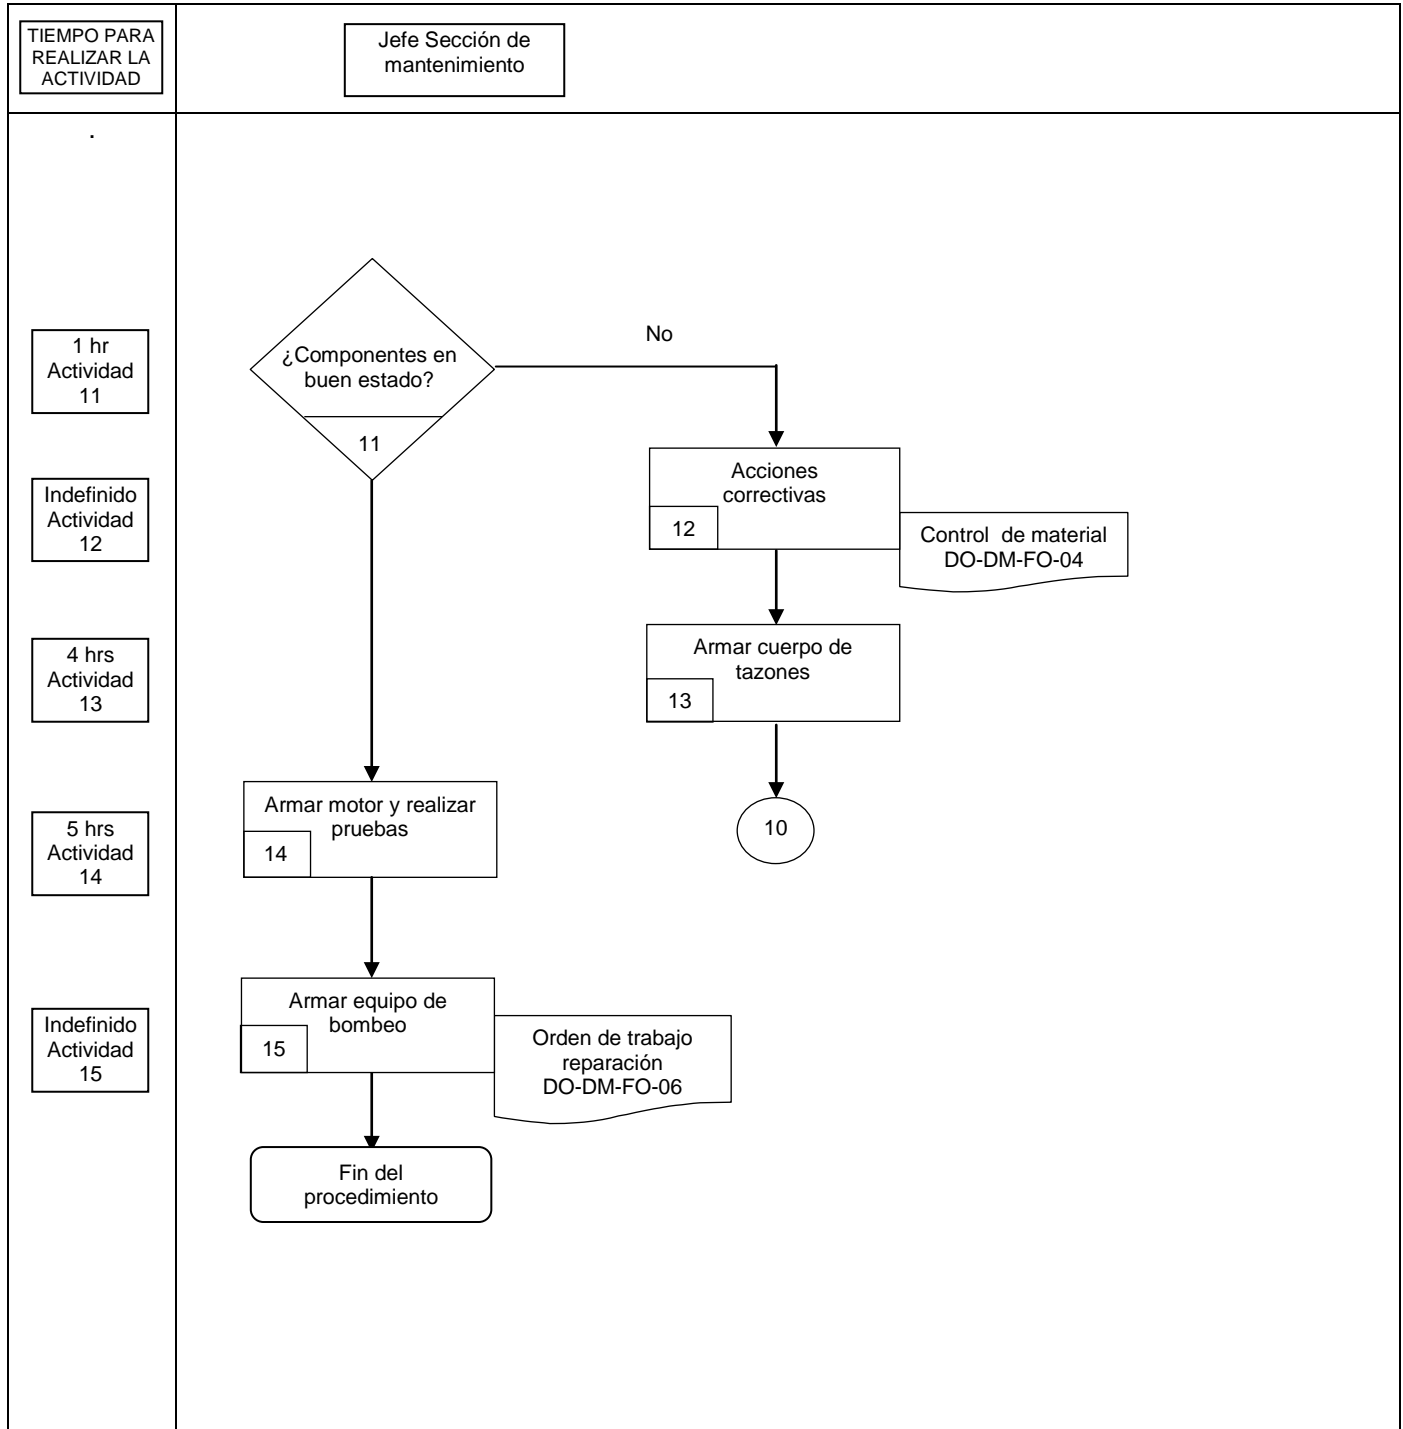 TIEMPO PARA
REALIZAR LA
ACTIVIDAD
Jefe Sección de
mantenimiento
.
1 hr
Actividad
11
¿Componentes en
buen estado?
11
No
Indefinido
Actividad
12
Acciones
correctivas
12
Control de material
DO-DM-FO-04
4 hrs
Actividad
13
Armar cuerpo de
tazones
13
5 hrs
Actividad
14
Armar motor y realizar
pruebas
14
10
Indefinido
Actividad
15
Armar equipo de
bombeo
15
Orden de trabajo
reparación
DO-DM-FO-06
Fin del
procedimiento